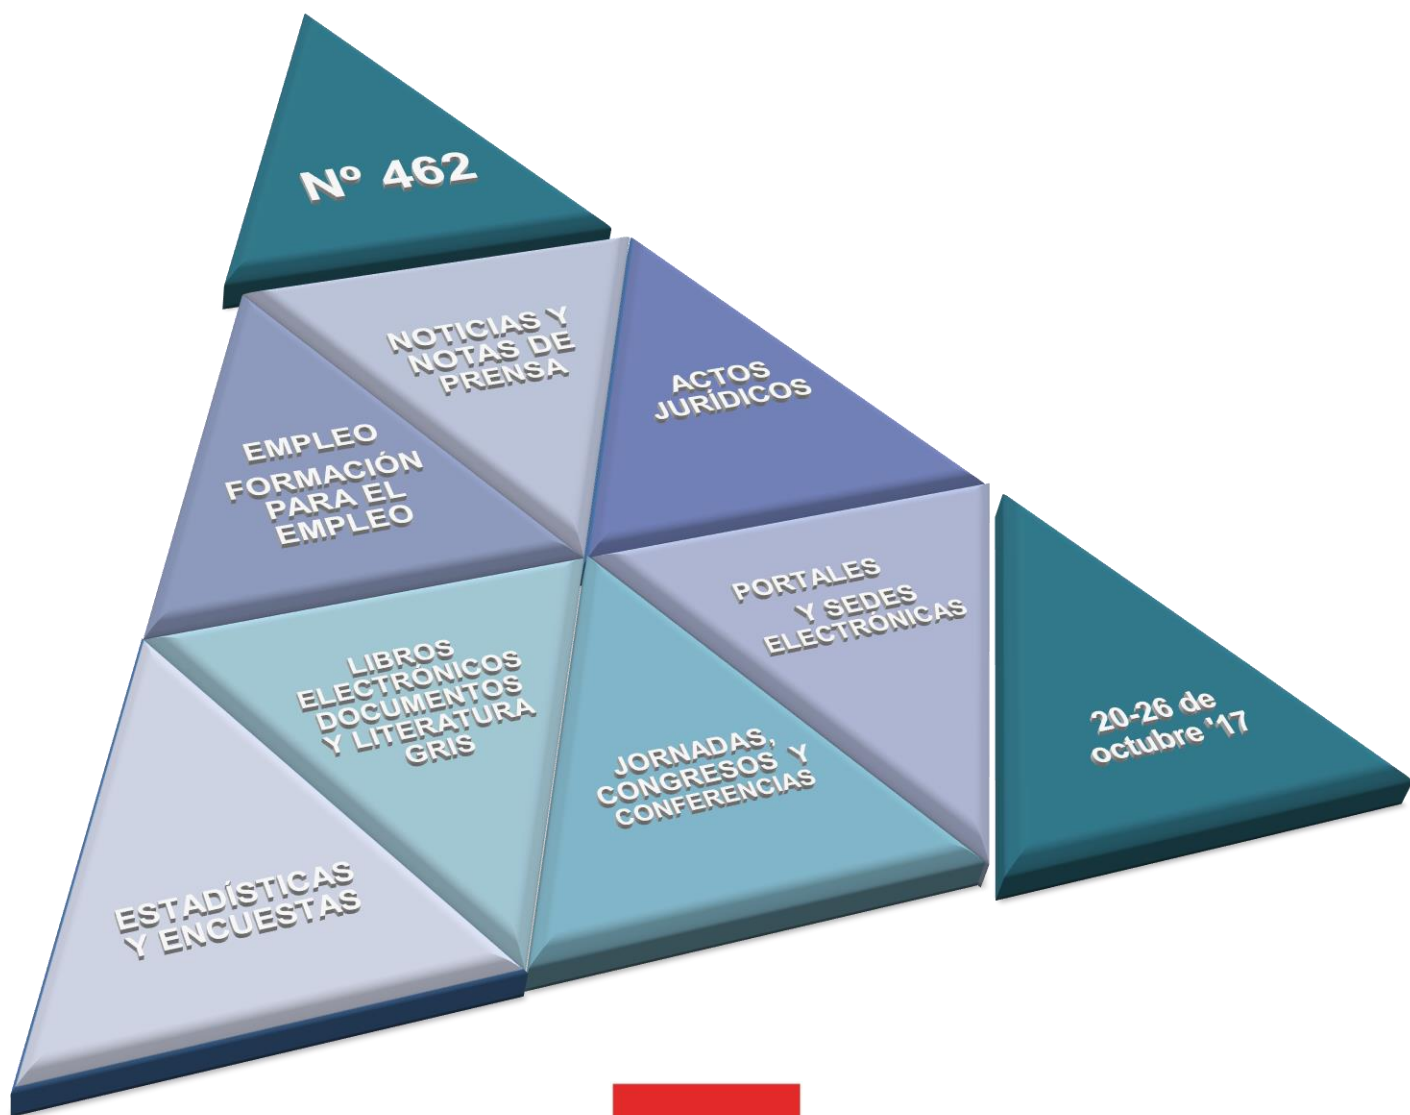 Nº 462
NOTICIAS Y
NOTAS DE
PRENSA
ACTOS
JURÍDICOS
EMPLEO
FORMACIÓN
PARA EL
EMPLEO
PORTALES
Y SEDES
ELECTRÓNICAS
LIBROS
ELECTRÓNICOS
DOCUMENTOS
Y LITERATURA
GRIS
JORNADAS,
CONGRESOS Y
CONFERENCIAS
20-26 de
octubre '17
ESTADÍSTICAS
Y ENCUESTAS